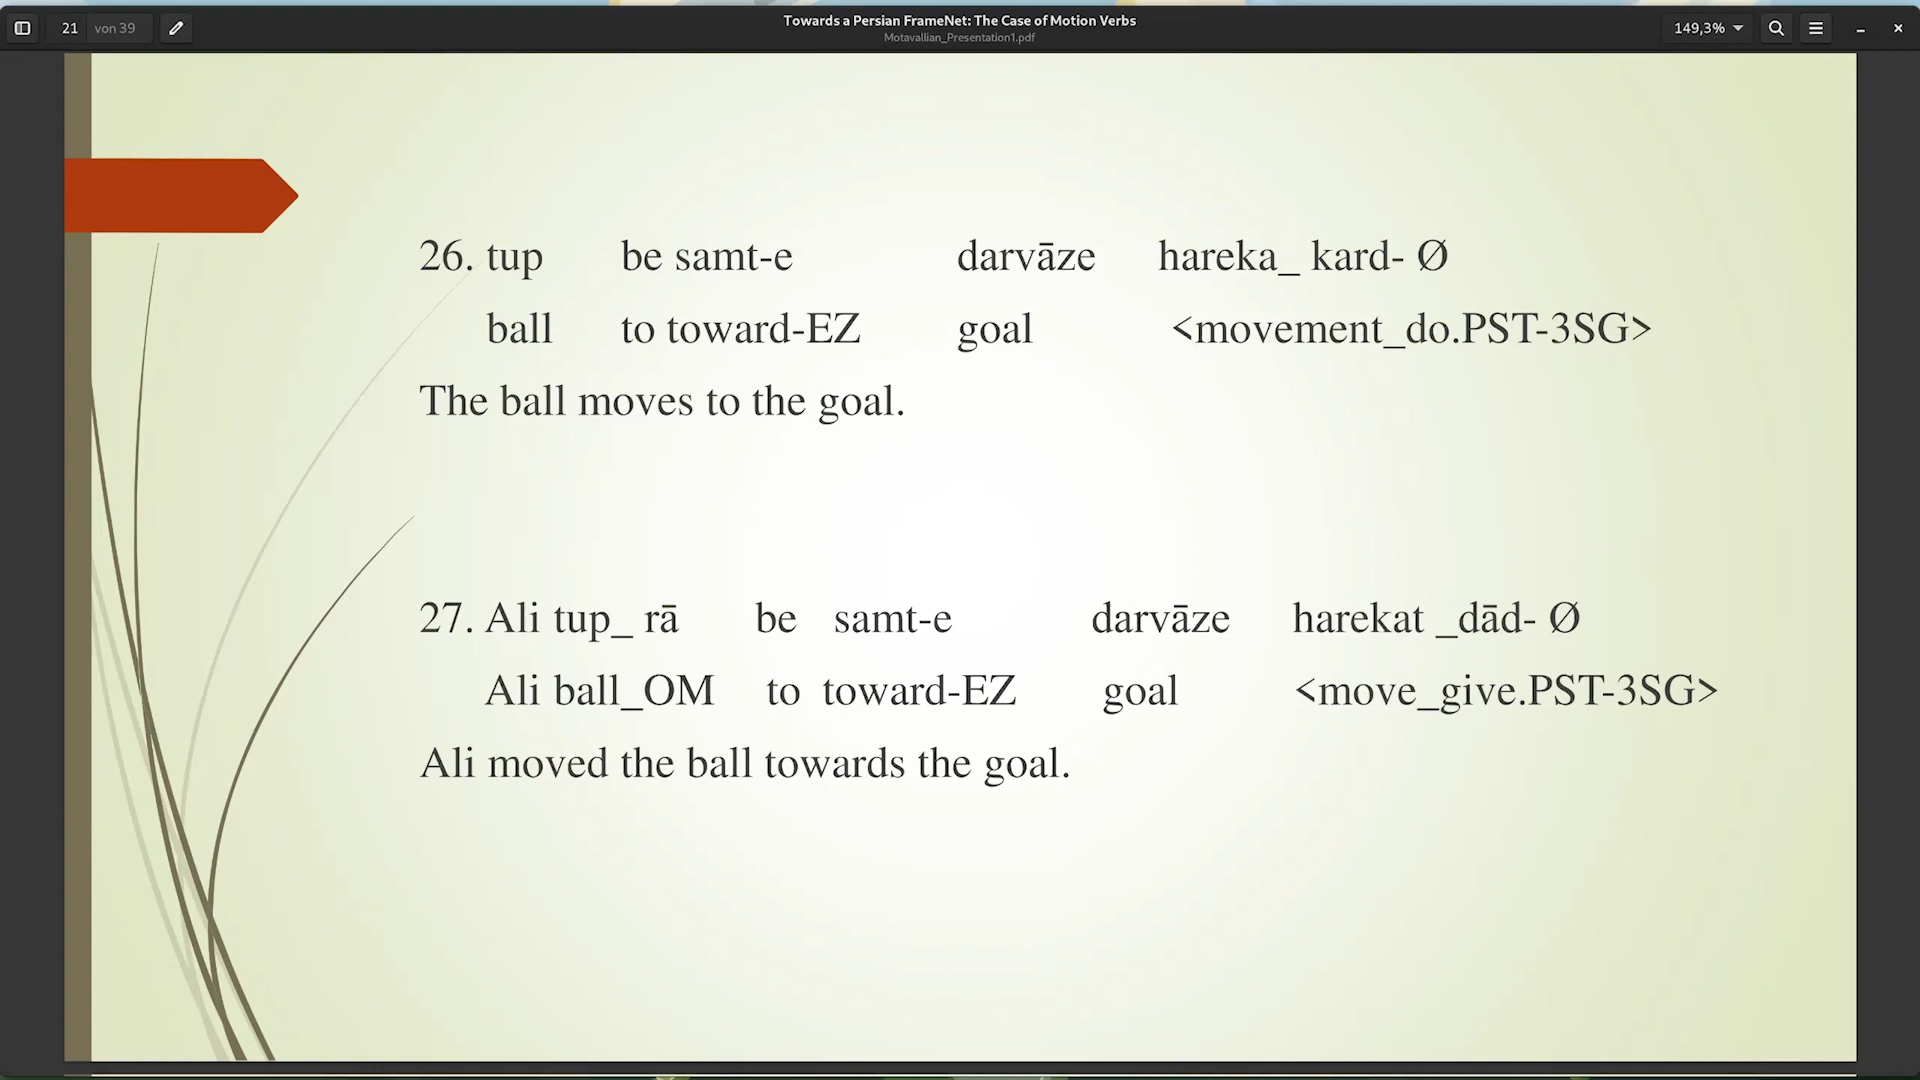 21 von 39
Towards a Persian FrameNet: The Case of Motion Verbs
Motavallian_Presentation1.pdf
149,3%
26. tup be samt-e darvāze hareka_ kard- Ø
ball to toward-EZ goal <movement_do.PST-3SG>
The ball moves to the goal.
27. Ali tup_ rā be samt-e darvāze harekat _dād- Ø
Ali ball_OM to toward-EZ goal <move_give.PST-3SG>
Ali moved the ball towards the goal.